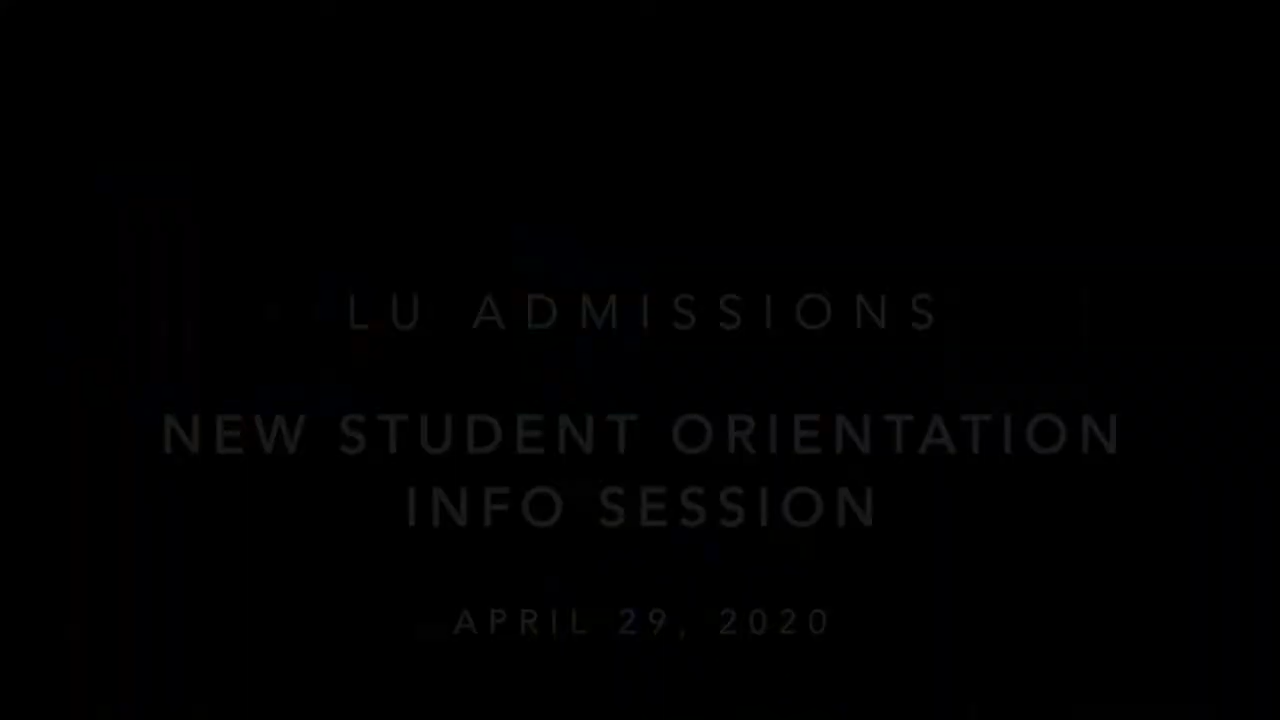 LU ADMISSIONS
NEW STUDENT ORIENTATION
INFO SESSION
APRIL 29, 2020